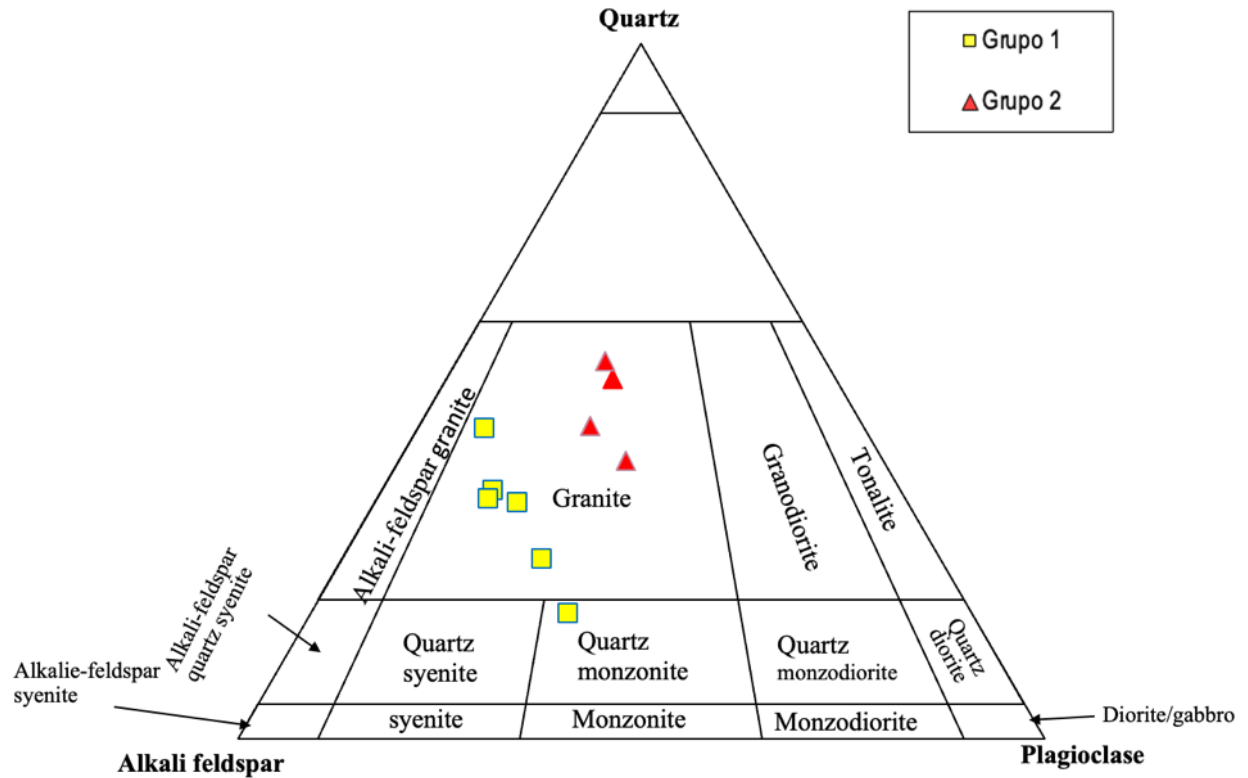 Quartz
Grupo 1
Grupo 2
Alkali-feldspar granite
Granite
Granodiorite
Tonalite
Alkali-feldspar
quartz syenite
Quartz
syenite
Quartz
monzonite
Quartz
monzodiorite
Quartz
diorite
Alkalie-feldspar
syenite
syenite
Monzonite
Monzodiorite
Diorite/gabbro
Alkali feldspar
Plagioclase